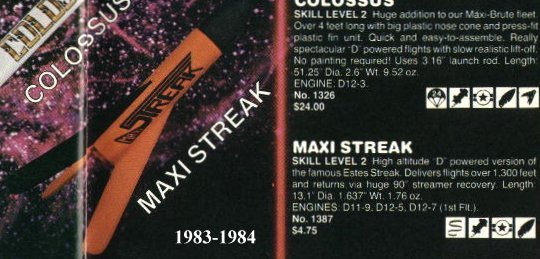 COLOSSUS
STREAK
MAXI STREAK
1983-1984
COLOSSUS
SKILL LEVEL 2 Huge addition to our Maxi-Brute fleet.
Over 4 feet long with big plastic nose cone and press-fit
plastic fin unit. Quick and easy-to-assemble. Really
spectacular "D" powered flights with slow realistic lift-off.
No painting required! Uses 3 16" launch rod. Length:
51.25" Dia. 2.6" Wt. 9.52 oz.
ENGINE: D12-3.
No. 1326
$24.00
24
MAXI STREAK
SKILL LEVEL 2 High altitude "D" powered version of
the famous Estes Streak. Delivers flights over 1,300 feet
and returns via huge 90" streamer recovery. Length:
13.1" Dia. 1.637" Wt. 1.76 oz.
ENGINES: D11-9, D12-5, D12-7 (1st Flt.).
No. 1387
$4.75